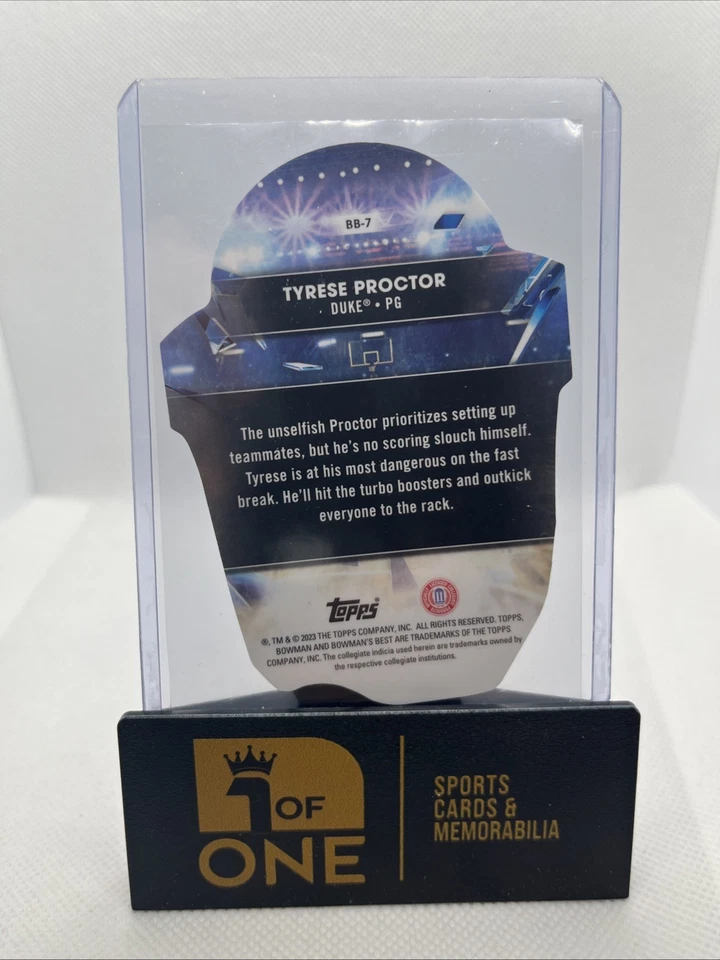 BB-7
TYRESE PROCTOR
DUKE® • PG
The unselfish Proctor prioritizes setting up
teammates, but he's no scoring slouch himself.
Tyrese is at his most dangerous on the fast
break. He'll hit the turbo boosters and outkick
everyone to the rack.
Topps®
®, TM & © 2023 THE TOPPS COMPANY, INC. ALL RIGHTS RESERVED. TOPPS,
BOWMAN AND BOWMAN'S BEST ARE TRADEMARKS OF THE TOPPS
COMPANY, INC. The collegiate indicia used herein are trademarks owned by
the respective collegiate institutions.
1 OF
ONE
SPORTS
CARDS &
MEMORABILIA